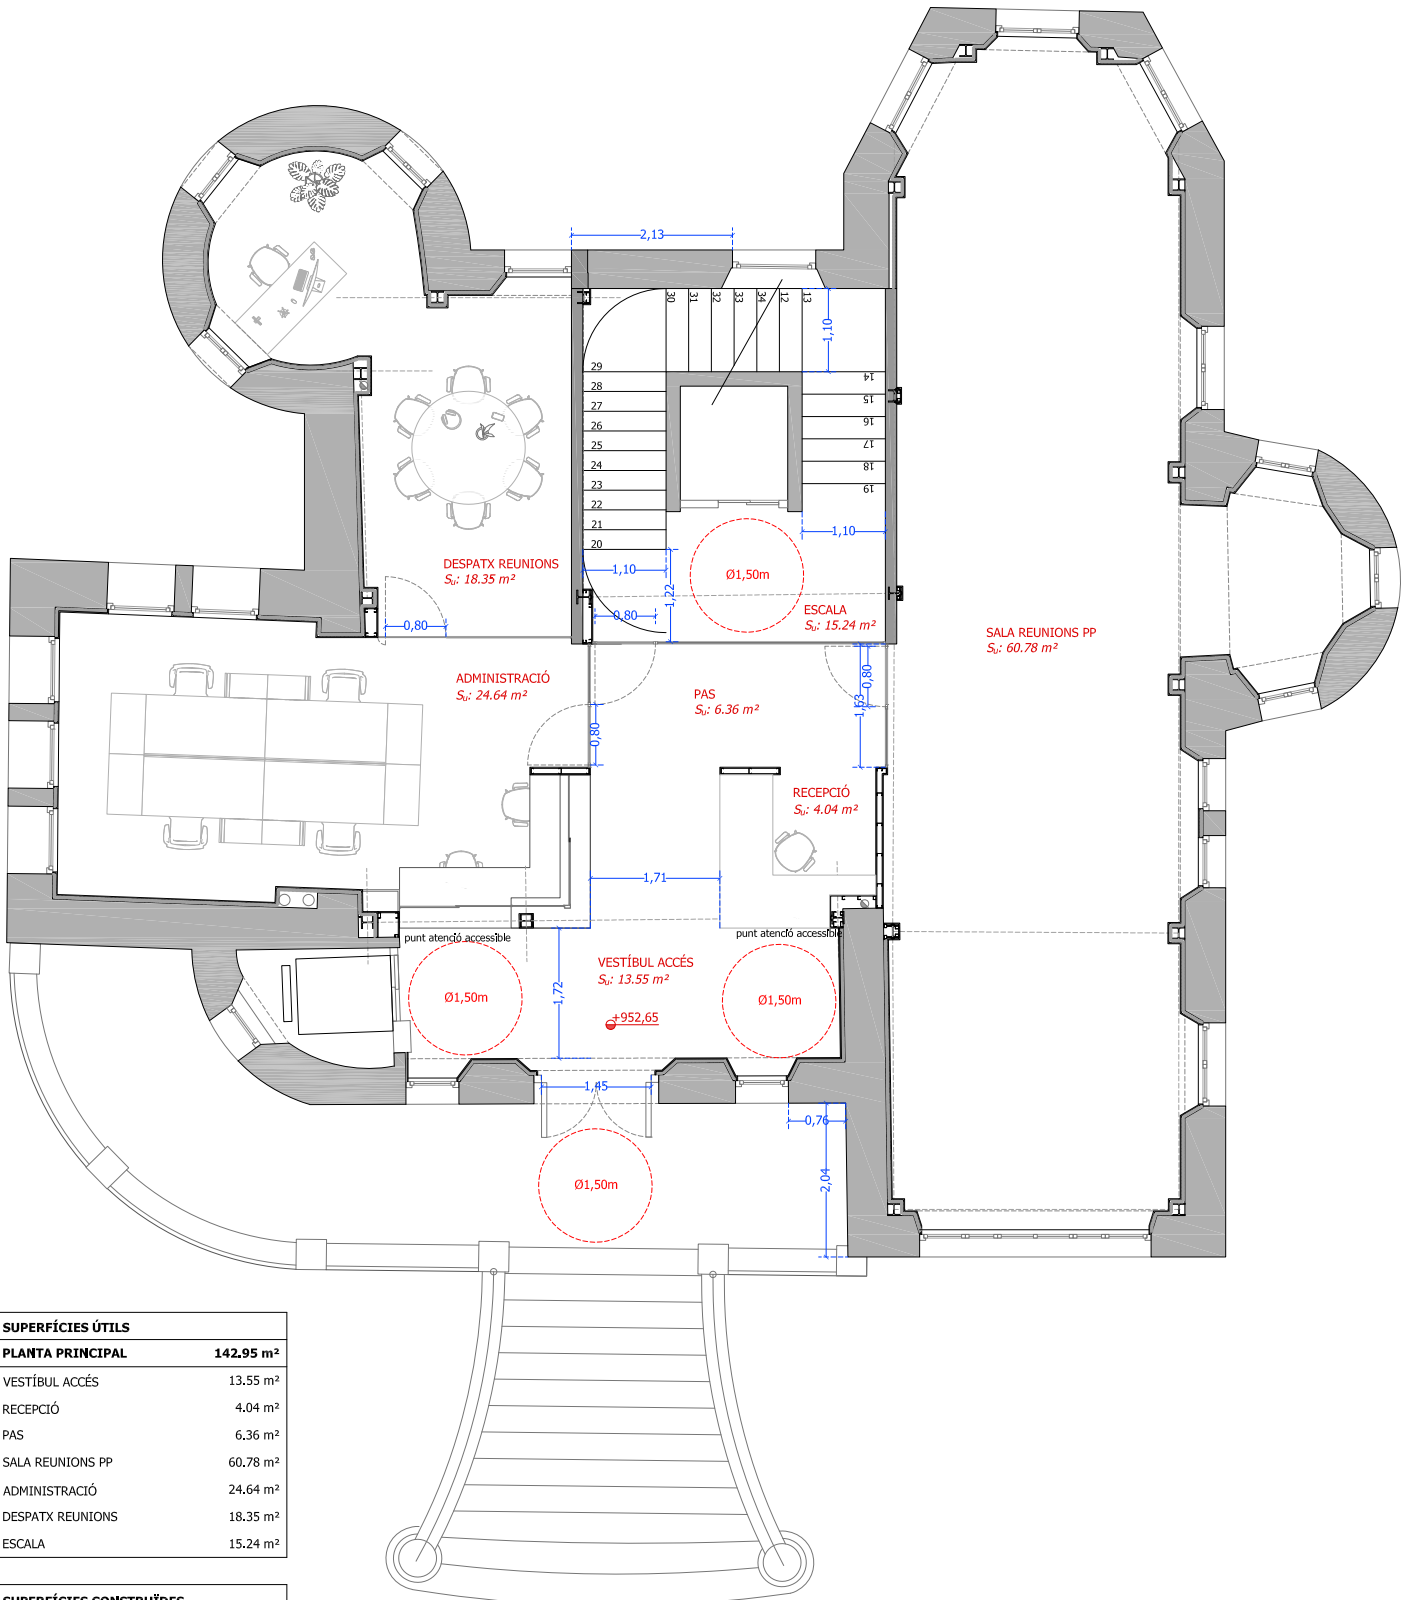 2,13
30
31
32
33
34
12
13
1,10
29
28
27
26
25
24
23
22
21
20
14
15
16
17
18
19
1,10
1,10
1,22
0,80
Ø1,50m
ESCALA
Su: 15.24 m²
DESPATX REUNIONS
Su: 18.35 m²
0,80
SALA REUNIONS PP
Su: 60.78 m²
ADMINISTRACIÓ
Su: 24.64 m²
PAS
Su: 6.36 m²
0,80
1,63
0,80
RECEPCIÓ
Su: 4.04 m²
1,71
punt atenció accessible
punt atenció accessible
VESTÍBUL ACCÉS
Su: 13.55 m²
Ø1,50m
1,72
Ø1,50m
+952,65
1,45
0,76
2,04
Ø1,50m
SUPERFÍCIES ÚTILS
PLANTA PRINCIPAL 142.95 m²
VESTÍBUL ACCÉS 13.55 m²
RECEPCIÓ 4.04 m²
PAS 6.36 m²
SALA REUNIONS PP 60.78 m²
ADMINISTRACIÓ 24.64 m²
DESPATX REUNIONS 18.35 m²
ESCALA 15.24 m²
SUPERFÍCIES CONSTRUÏDES